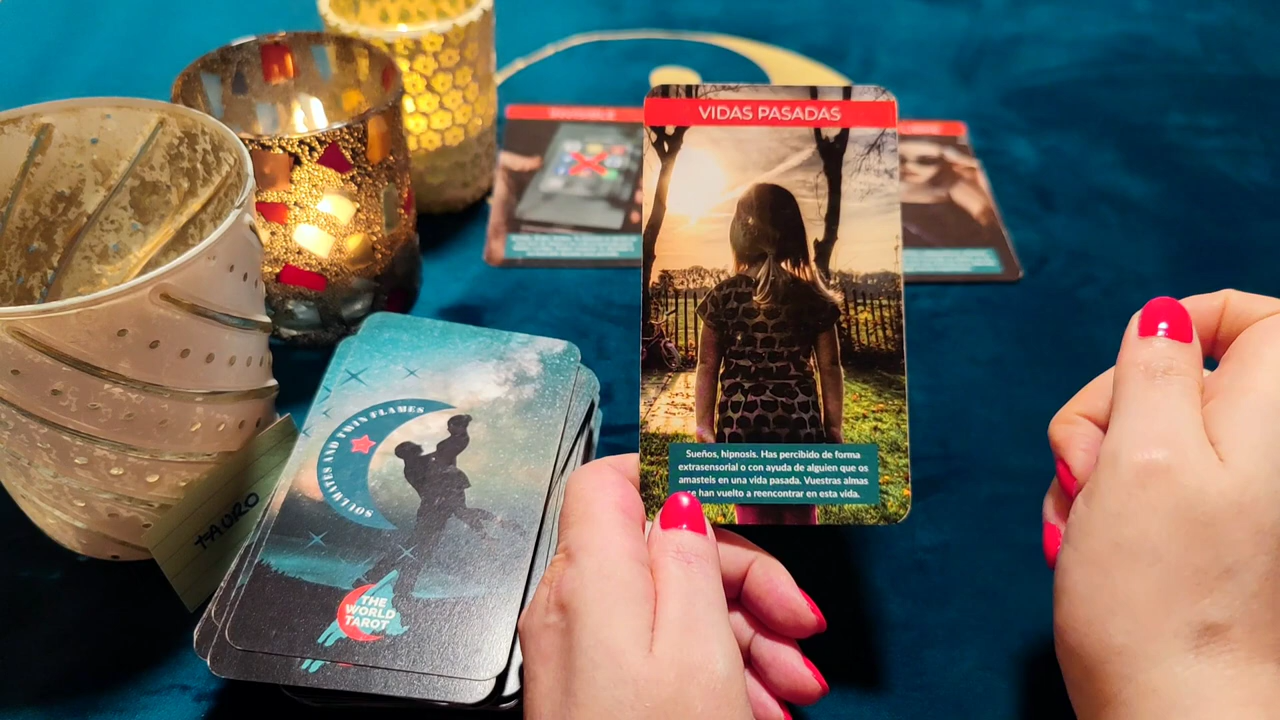 VIDAS PASADAS
Sueños, hipnosis. Has percibido de forma
extrasensorial o con ayuda de alguien que os
amasteis en una vida pasada. Vuestras almas
se han vuelto a reencontrar en esta vida.
SOULMATES AND TWIN FLAMES
THE
WORLD
TAROT
TAURO